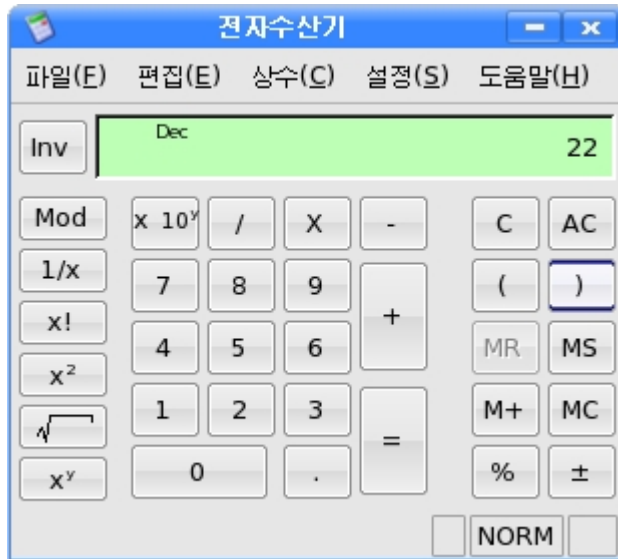 전자수산기
파일(F) 편집(E) 상수(C) 설정(S) 도움말(H)
Inv Dec 22
Mod x 10ʸ / X - C AC
1/x 7 8 9 + ( )
x! 4 5 6 MR MS
x²
1 2 3 = M+ MC
√
xʸ 0 . % ±
NORM